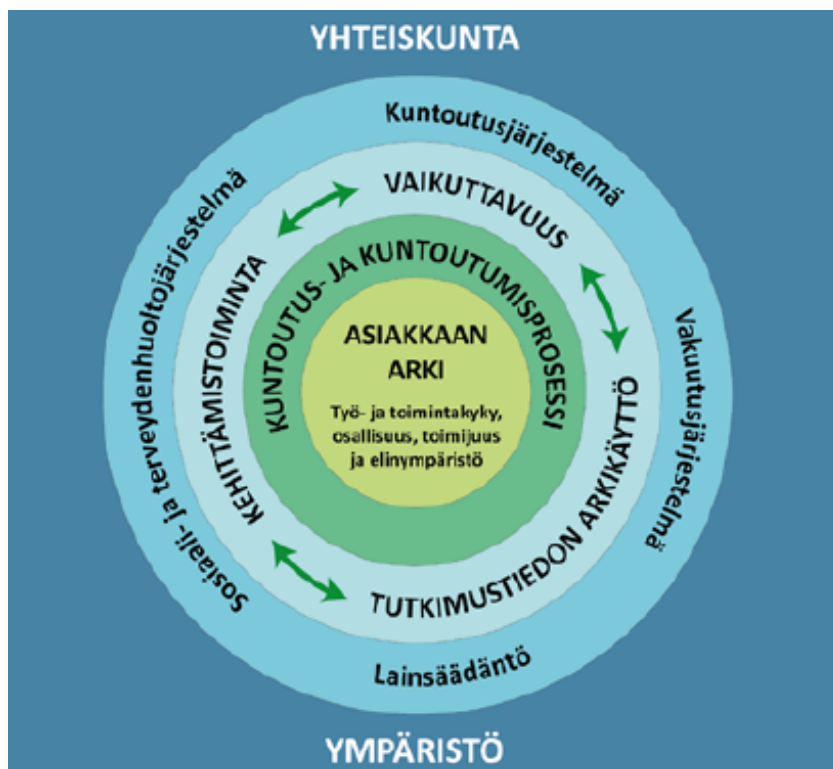 YHTEISKUNTA
Kuntoutusjärjestelmä
Sosiaali- ja terveydenhuoltojärjestelmä
Vakuutusjärjestelmä
Lainsäädäntö
VAIKUTTAVUUS
KEHITTÄMISTOIMINTA
TUTKIMUSTIEDON ARKIKÄYTTÖ
KUNTOUTUS- JA KUNTOUTUMISPROSESSI
ASIAKKAAN
ARKI
Työ- ja toimintakyky,
osallisuus, toimijuus
ja elinympäristö
YMPÄRISTÖ